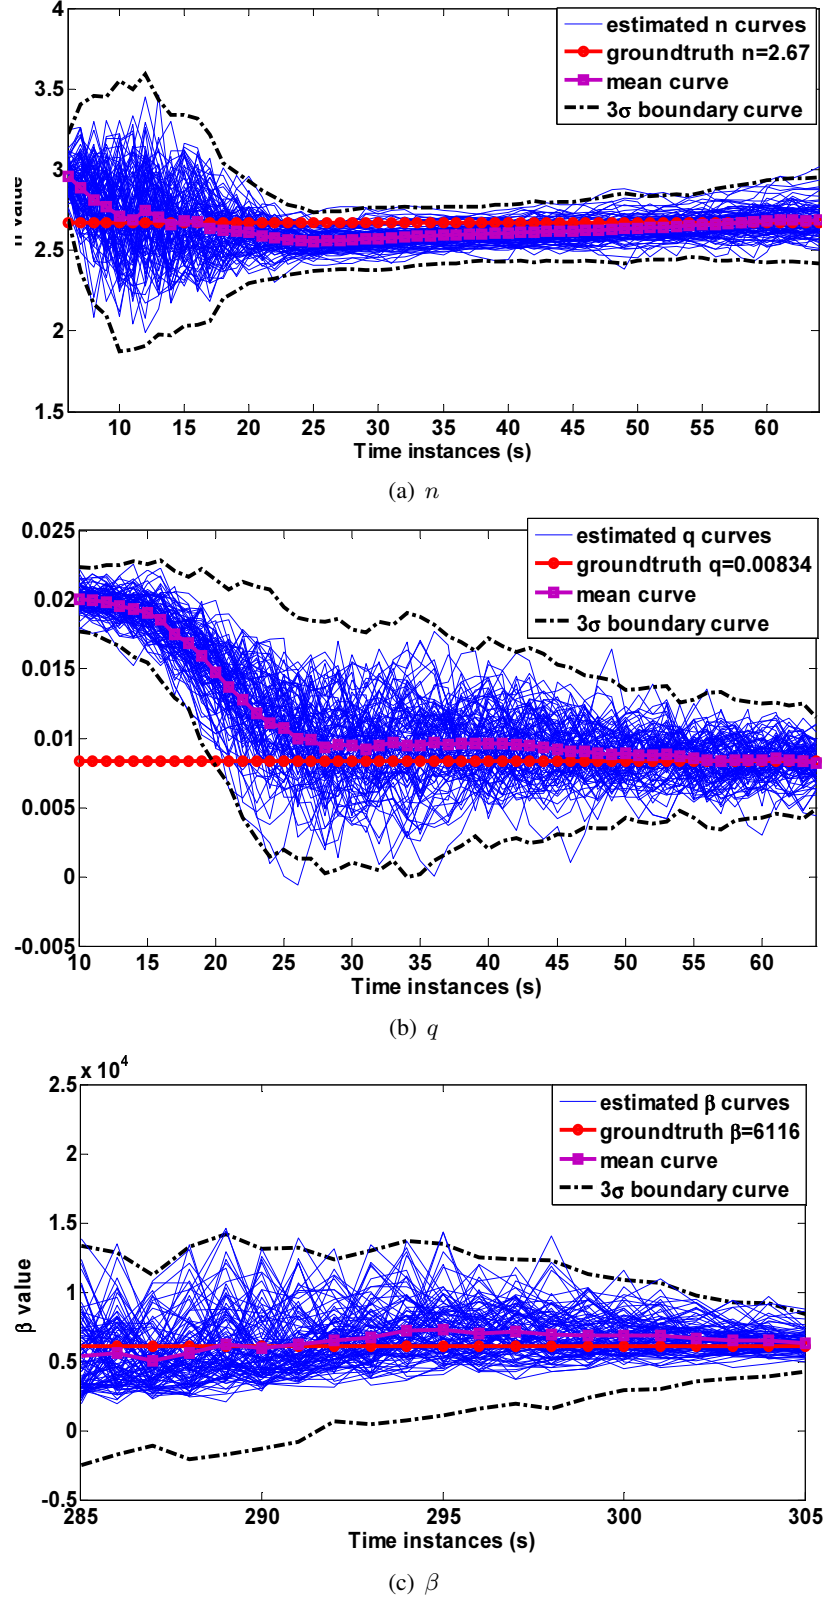 estimated n curves
groundtruth n=2.67
mean curve
3σ boundary curve
4
3.5
3
2.5
2
1.5
n value
10 15 20 25 30 35 40 45 50 55 60
Time instances (s)
(a) n
estimated q curves
groundtruth q=0.00834
mean curve
3σ boundary curve
0.025
0.02
0.015
0.01
0.005
0
-0.005
10 15 20 25 30 35 40 45 50 55 60
Time instances (s)
(b) q
x 10⁴
estimated β curves
groundtruth β=6116
mean curve
3σ boundary curve
2.5
2
1.5
1
0.5
0
-0.5
β value
285 290 295 300 305
Time instances (s)
(c) β